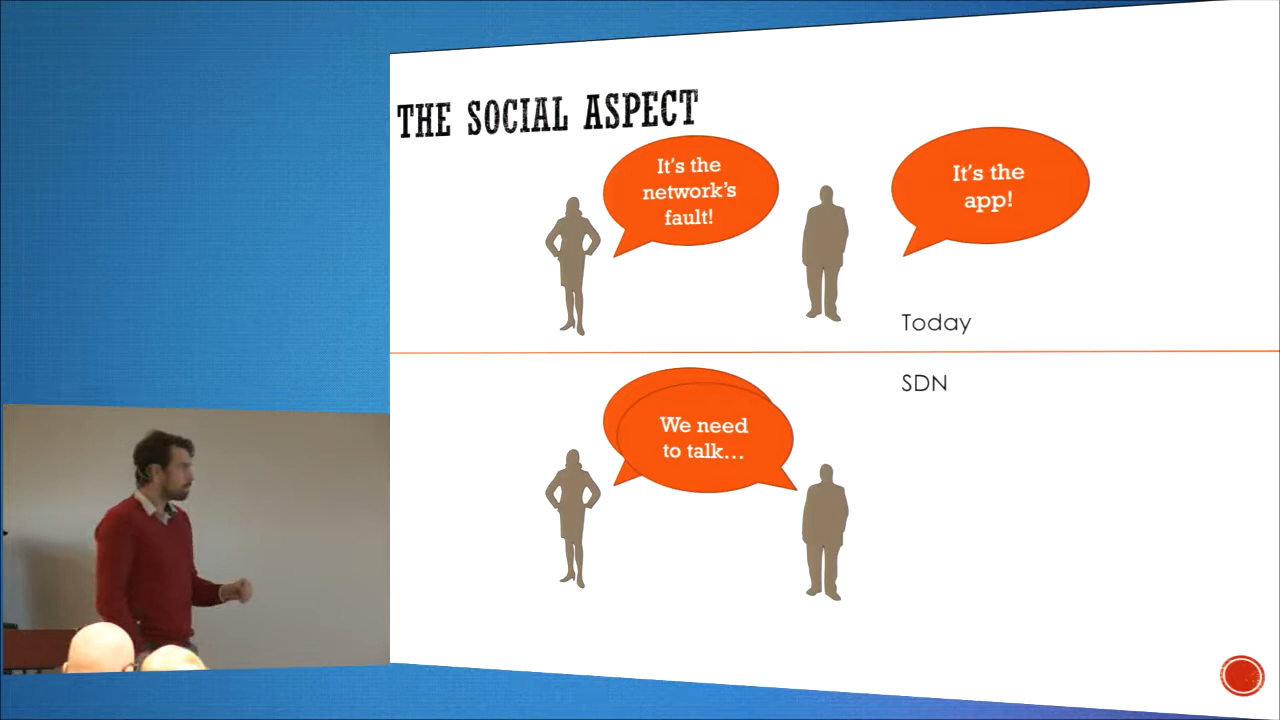 THE SOCIAL ASPECT
It's the
network's
fault!
It's the
app!
Today
SDN
We need
to talk...